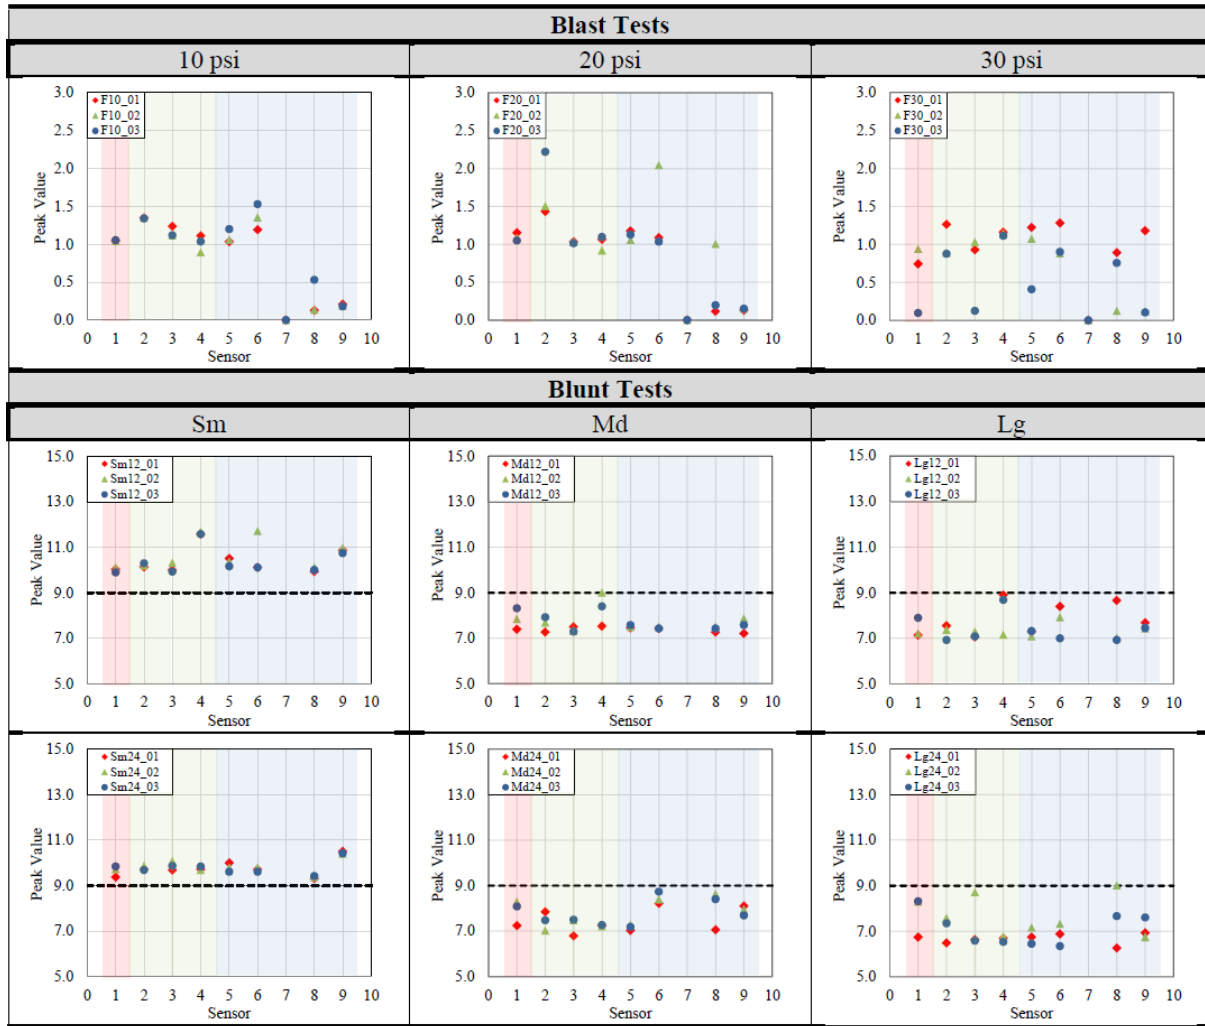 Blast Tests
10 psi 20 psi 30 psi
F10_01
F10_02
F10_03
3.0
2.5
2.0
1.5
1.0
0.5
0.0
Peak Value
0 1 2 3 4 5 6 7 8 9 10
Sensor
F20_01
F20_02
F20_03
3.0
2.5
2.0
1.5
1.0
0.5
0.0
Peak Value
0 1 2 3 4 5 6 7 8 9 10
Sensor
F30_01
F30_02
F30_03
3.0
2.5
2.0
1.5
1.0
0.5
0.0
Peak Value
0 1 2 3 4 5 6 7 8 9 10
Sensor
Blunt Tests
Sm Md Lg
Sm12_01
Sm12_02
Sm12_03
15.0
13.0
11.0
9.0
7.0
5.0
Peak Value
0 1 2 3 4 5 6 7 8 9 10
Sensor
Md12_01
Md12_02
Md12_03
15.0
13.0
11.0
9.0
7.0
5.0
Peak Value
0 1 2 3 4 5 6 7 8 9 10
Sensor
Lg12_01
Lg12_02
Lg12_03
15.0
13.0
11.0
9.0
7.0
5.0
Peak Value
0 1 2 3 4 5 6 7 8 9 10
Sensor
Sm24_01
Sm24_02
Sm24_03
15.0
13.0
11.0
9.0
7.0
5.0
Peak Value
0 1 2 3 4 5 6 7 8 9 10
Sensor
Md24_01
Md24_02
Md24_03
15.0
13.0
11.0
9.0
7.0
5.0
Peak Value
0 1 2 3 4 5 6 7 8 9 10
Sensor
Lg24_01
Lg24_02
Lg24_03
15.0
13.0
11.0
9.0
7.0
5.0
Peak Value
0 1 2 3 4 5 6 7 8 9 10
Sensor